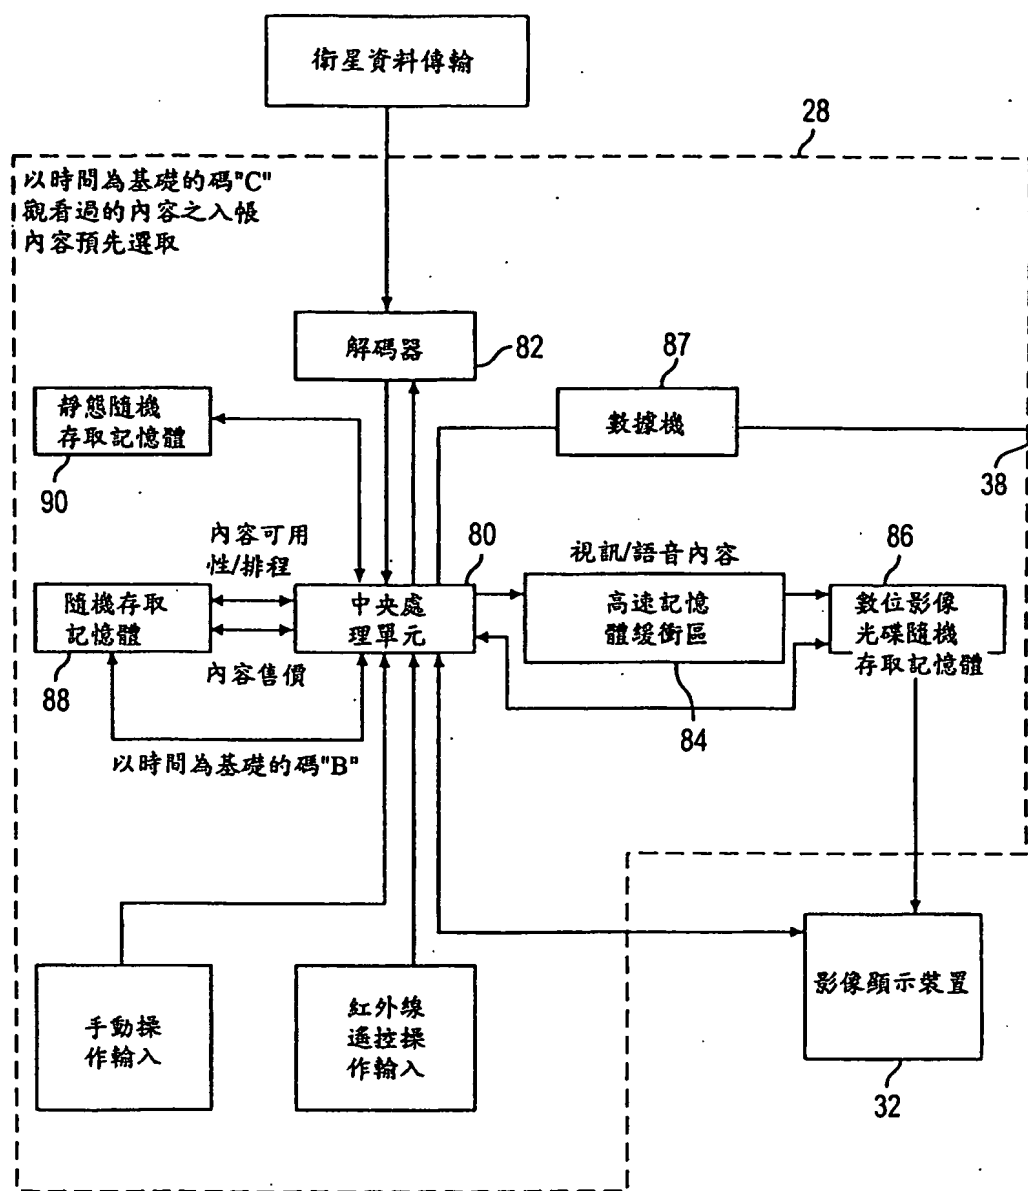 衛星資料傳輸
28
以時間為基礎的碼"C"
觀看過的內容之入帳
內容預先選取
解碼器
82
87
數據機
38
靜態隨機
存取記憶體
90
內容可用
性/排程
80
視訊/語音內容
86
隨機存取
記憶體
88
中央處
理單元
高速記憶
體緩衝區
84
數位影像
光碟隨機
存取記憶體
內容售價
以時間為基礎的碼"B"
手動操
作輸入
紅外線
遙控操
作輸入
影像顯示裝置
32